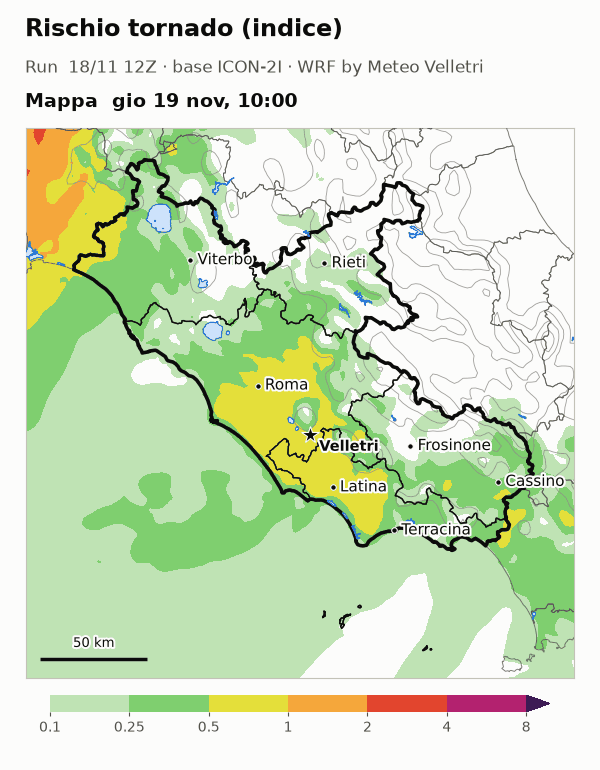 Rischio tornado (indice)
Run  18/11 12Z · base ICON-2I · WRF by Meteo Velletri
Mappa  gio 19 nov, 10:00
Viterbo
Rieti
Roma
Velletri
Frosinone
Latina
Cassino
Terracina
50 km
0.1 0.25 0.5 1 2 4 8